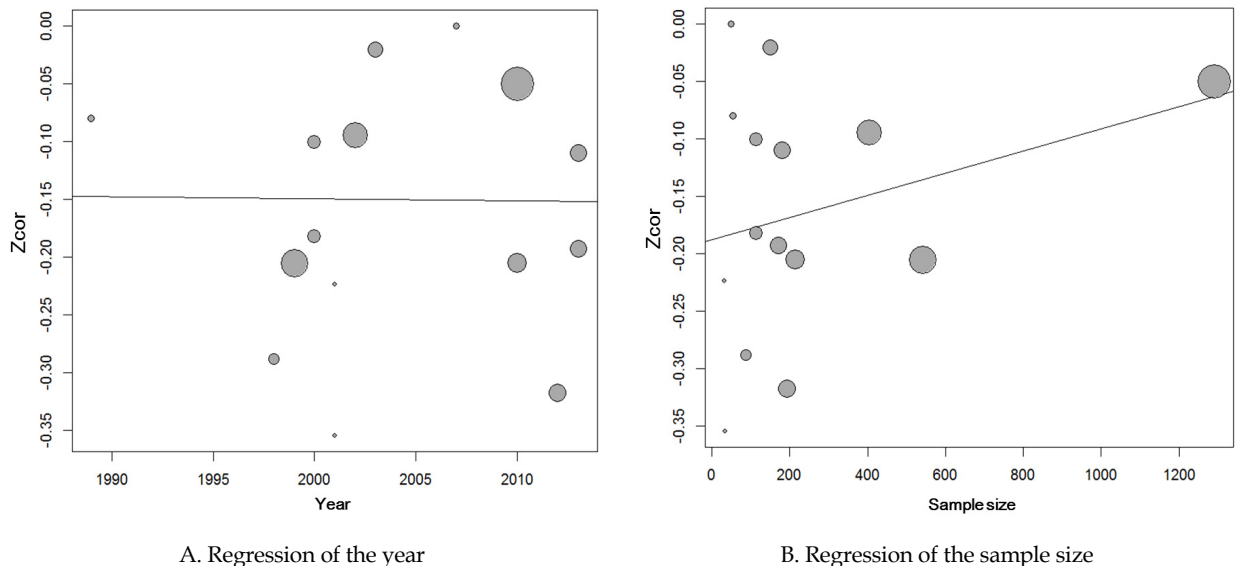 0.00
-0.05
-0.10
-0.15
-0.20
-0.25
-0.30
-0.35
Zcor
1990 1995 2000 2005 2010
Year
A. Regression of the year
0.00
-0.05
-0.10
-0.15
-0.20
-0.25
-0.30
-0.35
Zcor
0 200 400 600 800 1000 1200
Sample size
B. Regression of the sample size